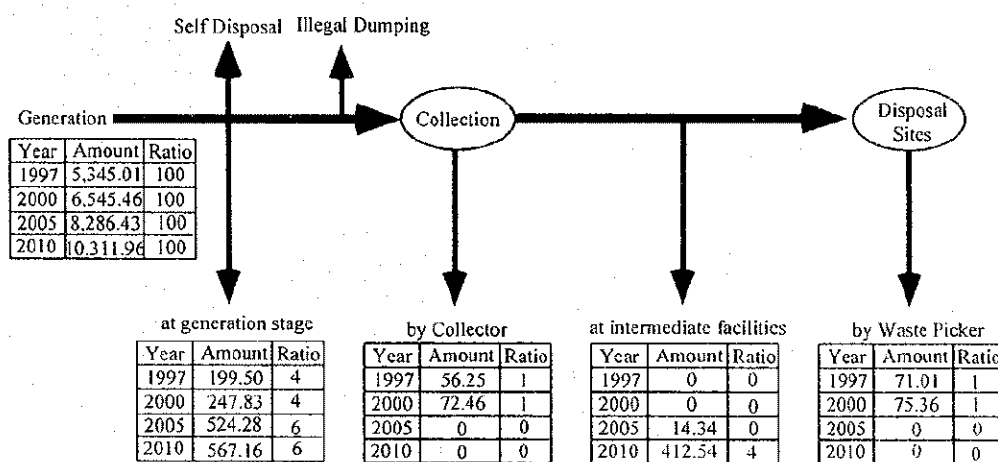 Self Disposal Illegal Dumping
Generation
Collection
Disposal
Sites
Year Amount Ratio
1997 5,345.01 100
2000 6,545.46 100
2005 8,286.43 100
2010 10,311.96 100
at generation stage
Year Amount Ratio
1997 199.50 4
2000 247.83 4
2005 524.28 6
2010 567.16 6
by Collector
Year Amount Ratio
1997 56.25 1
2000 72.46 1
2005 0 0
2010 0 0
at intermediate facilities
Year Amount Ratio
1997 0 0
2000 0 0
2005 14.34 0
2010 412.54 4
by Waste Picker
Year Amount Ratio
1997 71.01 1
2000 75.36 1
2005 0 0
2010 0 0